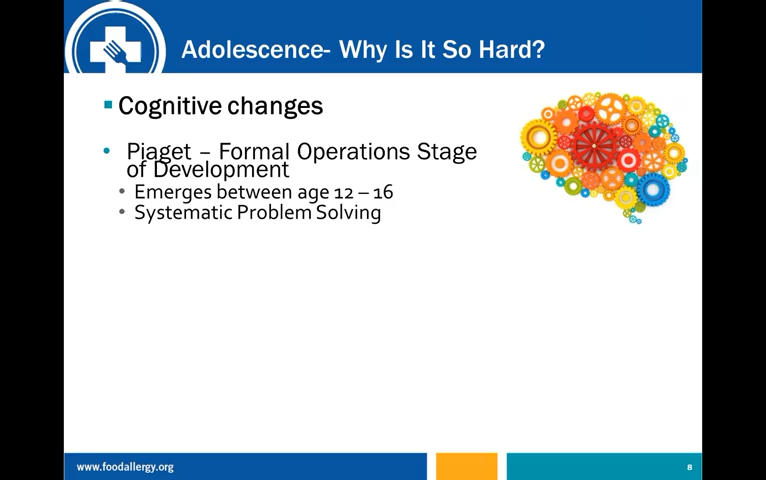 Adolescence- Why Is It So Hard?
Cognitive changes
Piaget – Formal Operations Stage
of Development
Emerges between age 12 – 16
Systematic Problem Solving
www.foodallergy.org
8